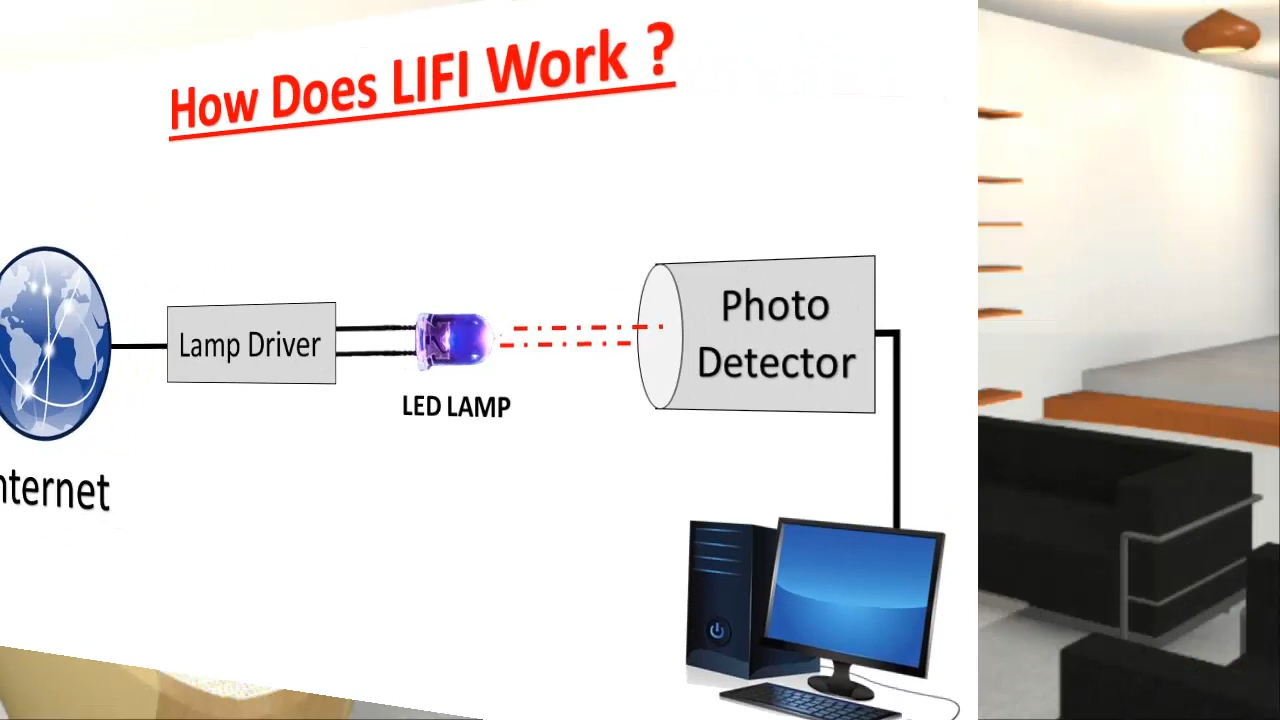 How Does LIFI Work ?
Lamp Driver
LED LAMP
Photo
Detector
nternet